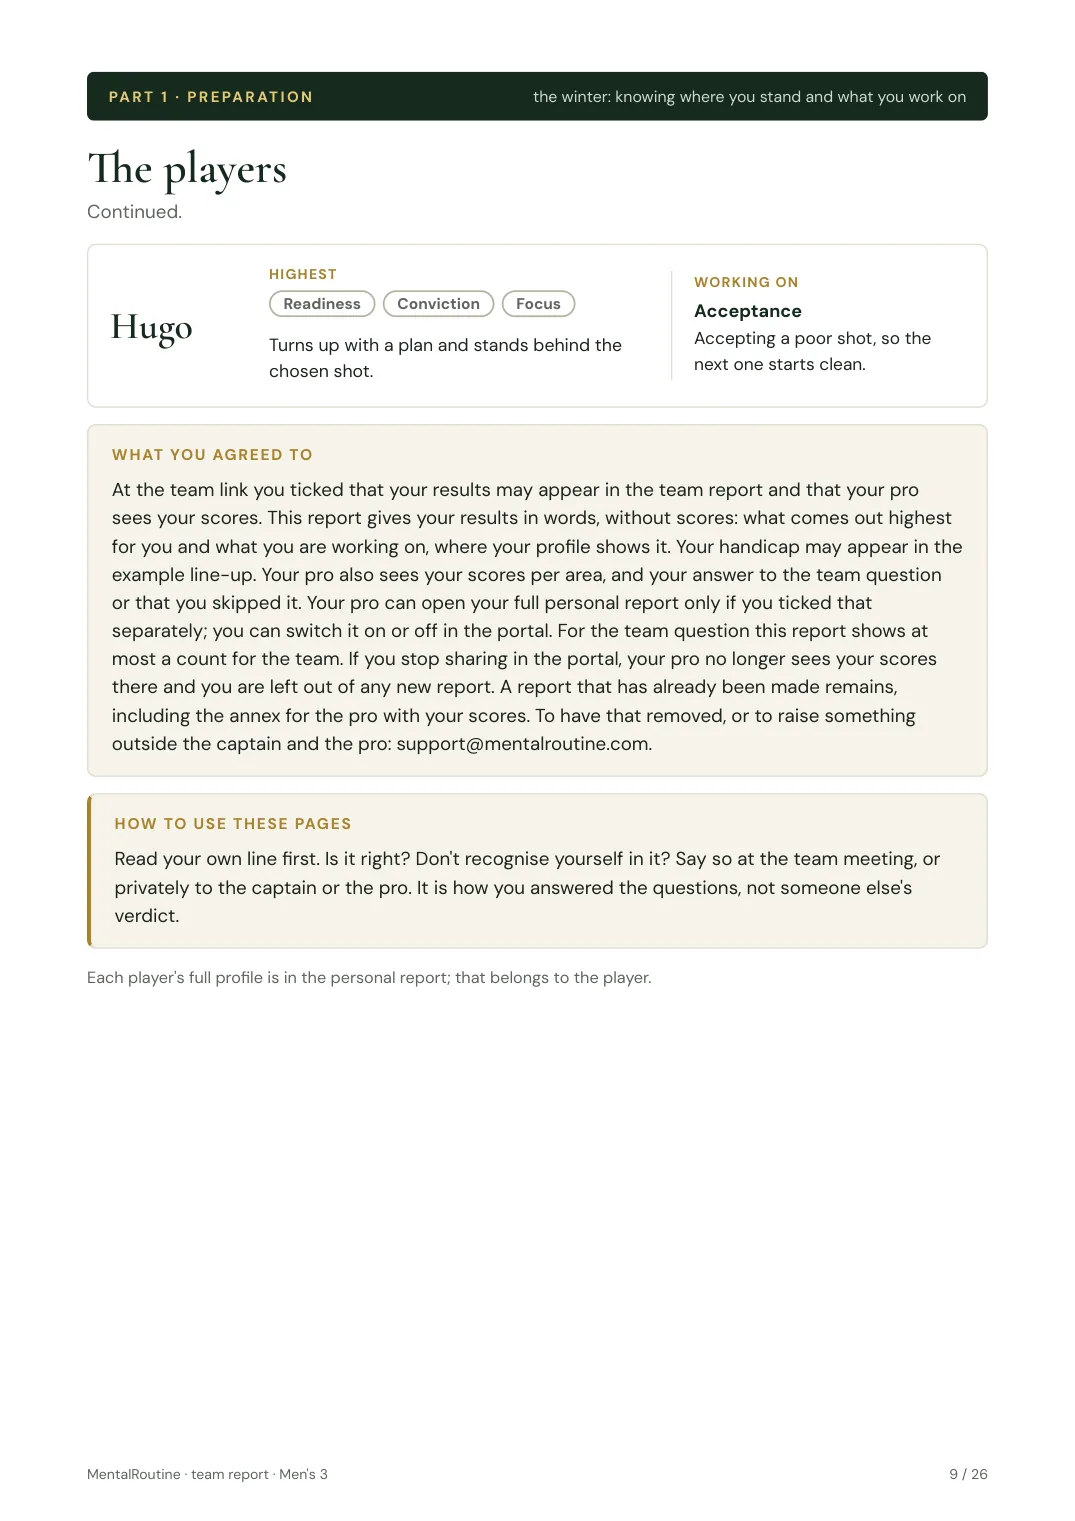 PART 1 · PREPARATION
the winter: knowing where you stand and what you work on
The players
Continued.
Hugo
HIGHEST
Readiness Conviction Focus
Turns up with a plan and stands behind the
chosen shot.
WORKING ON
Acceptance
Accepting a poor shot, so the
next one starts clean.
WHAT YOU AGREED TO
At the team link you ticked that your results may appear in the team report and that your pro
sees your scores. This report gives your results in words, without scores: what comes out highest
for you and what you are working on, where your profile shows it. Your handicap may appear in the
example line-up. Your pro also sees your scores per area, and your answer to the team question
or that you skipped it. Your pro can open your full personal report only if you ticked that
separately; you can switch it on or off in the portal. For the team question this report shows at
most a count for the team. If you stop sharing in the portal, your pro no longer sees your scores
there and you are left out of any new report. A report that has already been made remains,
including the annex for the pro with your scores. To have that removed, or to raise something
outside the captain and the pro: support@mentalroutine.com.
HOW TO USE THESE PAGES
Read your own line first. Is it right? Don't recognise yourself in it? Say so at the team meeting, or
privately to the captain or the pro. It is how you answered the questions, not someone else's
verdict.
Each player's full profile is in the personal report; that belongs to the player.
MentalRoutine · team report · Men's 3
9 / 26